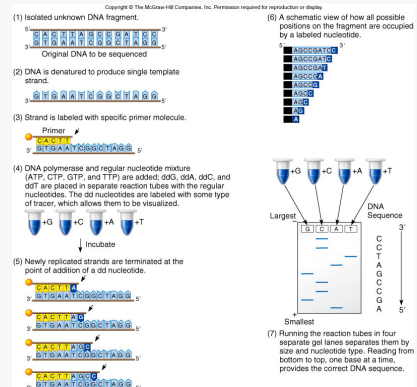 Copyright © The McGraw-Hill Companies, Inc. Permission required for reproduction or display.
(1) Isolated unknown DNA fragment.
5' 3'
C A C T T A G C C G A T C C
G T G A A T C G G C T A G G
3' 5'
Original DNA to be sequenced
(2) DNA is denatured to produce single template
strand.
3' G T G A A T C G G C T A G G 5'
(3) Strand is labeled with specific primer molecule.
Primer
C A C T T
3' G T G A A T C G G C T A G G 5'
(4) DNA polymerase and regular nucleotide mixture
(ATP, CTP, GTP, and TTP) are added; ddG, ddA, ddC, and
ddT are placed in separate reaction tubes with the regular
nucleotides. The dd nucleotides are labeled with some type
of tracer, which allows them to be visualized.
+G +C +A +T
Incubate
(5) Newly replicated strands are terminated at the
point of addition of a dd nucleotide.
C A C T T A
G T G A A T C G G C T A G G 5'
C A C T T A G
G T G A A T C G G C T A G G 5'
C A C T T A G C
G T G A A T C G G C T A G G 5'
C A C T T A G C C
G T G A A T C G G C T A G G 5'
(6) A schematic view of how all possible
positions on the fragment are occupied
by a labeled nucleotide.
5' 3'
AGCCGATCC
AGCCGATC
AGCCGAT
AGCCGA
AGCCG
AGCC
AGC
AG
A
+G +C +A +T
DNA
Sequence
Largest
G C A T
3'
C
C
T
A
G
C
C
G
A
5'
Smallest
(7) Running the reaction tubes in four
separate gel lanes separates them by
size and nucleotide type. Reading from
bottom to top, one base at a time,
provides the correct DNA sequence.